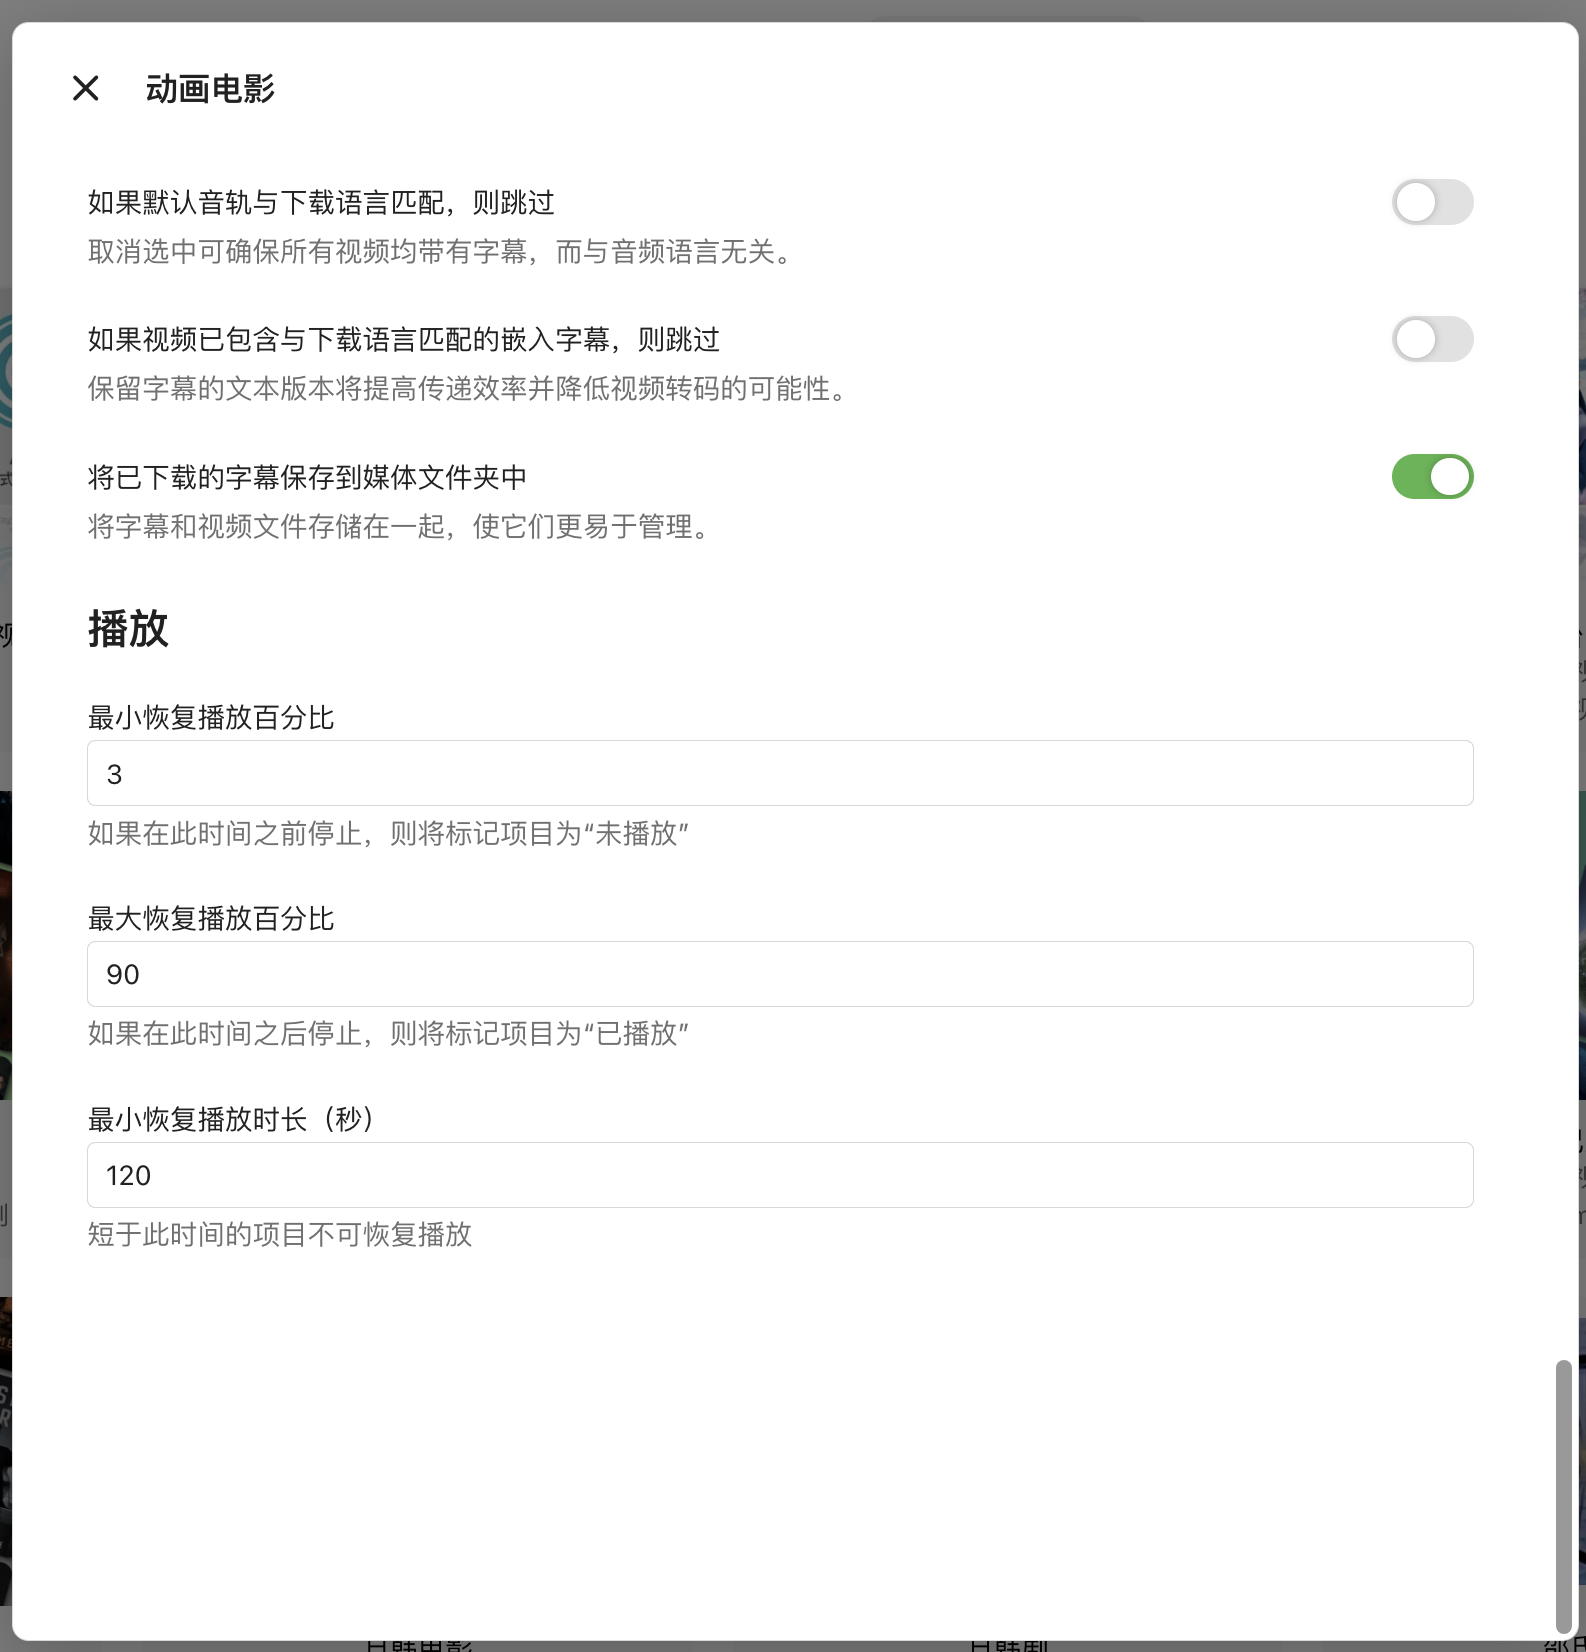 动画电影
如果默认音轨与下载语言匹配，则跳过
取消选中可确保所有视频均带有字幕，而与音频语言无关。
如果视频已包含与下载语言匹配的嵌入字幕，则跳过
保留字幕的文本版本将提高传递效率并降低视频转码的可能性。
将已下载的字幕保存到媒体文件夹中
将字幕和视频文件存储在一起，使它们更易于管理。
播放
最小恢复播放百分比
3
如果在此时间之前停止，则将标记项目为“未播放”
最大恢复播放百分比
90
如果在此时间之后停止，则将标记项目为“已播放”
最小恢复播放时长（秒）
120
短于此时间的项目不可恢复播放
日韩电影
日韩剧